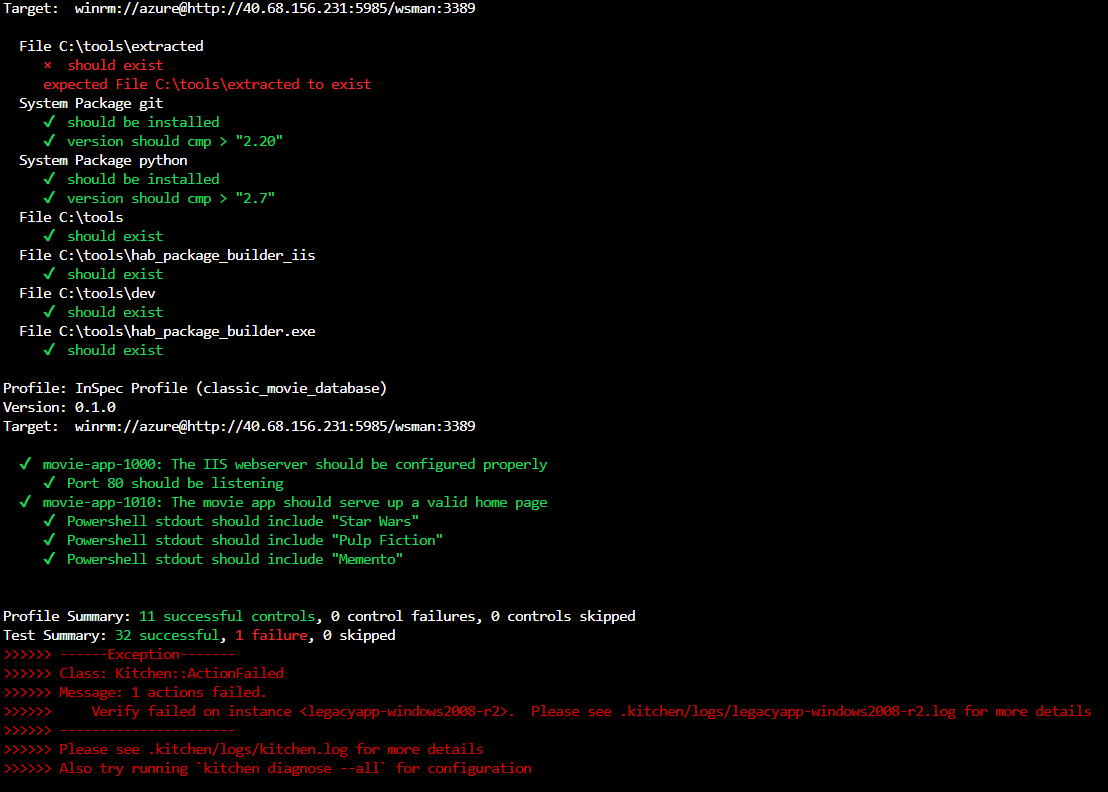 Target:  winrm://azure@http://40.68.156.231:5985/wsman:3389
File C:\tools\extracted
× should exist
expected File C:\tools\extracted to exist
System Package git
✓ should be installed
✓ version should cmp > "2.20"
System Package python
✓ should be installed
✓ version should cmp > "2.7"
File C:\tools
✓ should exist
File C:\tools\hab_package_builder_iis
✓ should exist
File C:\tools\dev
✓ should exist
File C:\tools\hab_package_builder.exe
✓ should exist
Profile: InSpec Profile (classic_movie_database)
Version: 0.1.0
Target:  winrm://azure@http://40.68.156.231:5985/wsman:3389
✓ movie-app-1000: The IIS webserver should be configured properly
✓ Port 80 should be listening
✓ movie-app-1010: The movie app should serve up a valid home page
✓ Powershell stdout should include "Star Wars"
✓ Powershell stdout should include "Pulp Fiction"
✓ Powershell stdout should include "Memento"
Profile Summary: 11 successful controls, 0 control failures, 0 controls skipped
Test Summary: 32 successful, 1 failure, 0 skipped
>>>>>> ------Exception-------
>>>>>> Class: Kitchen::ActionFailed
>>>>>> Message: 1 actions failed.
>>>>>>     Verify failed on instance <legacyapp-windows2008-r2>.  Please see .kitchen/logs/legacyapp-windows2008-r2.log for more details
>>>>>> ----------------------
>>>>>> Please see .kitchen/logs/kitchen.log for more details
>>>>>> Also try running `kitchen diagnose --all` for configuration